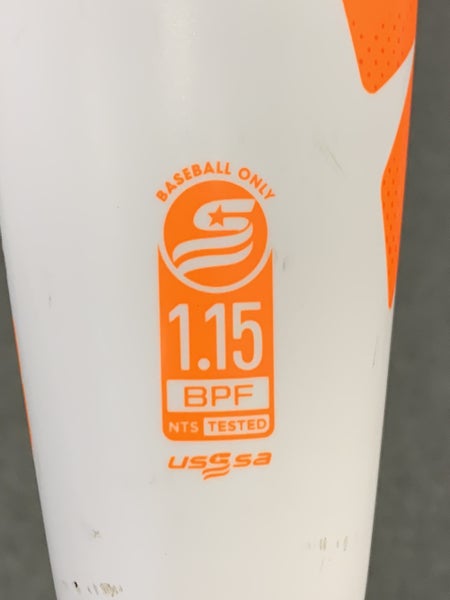 BASEBALL ONLY
1.15
BPF
NTS TESTED
usssa